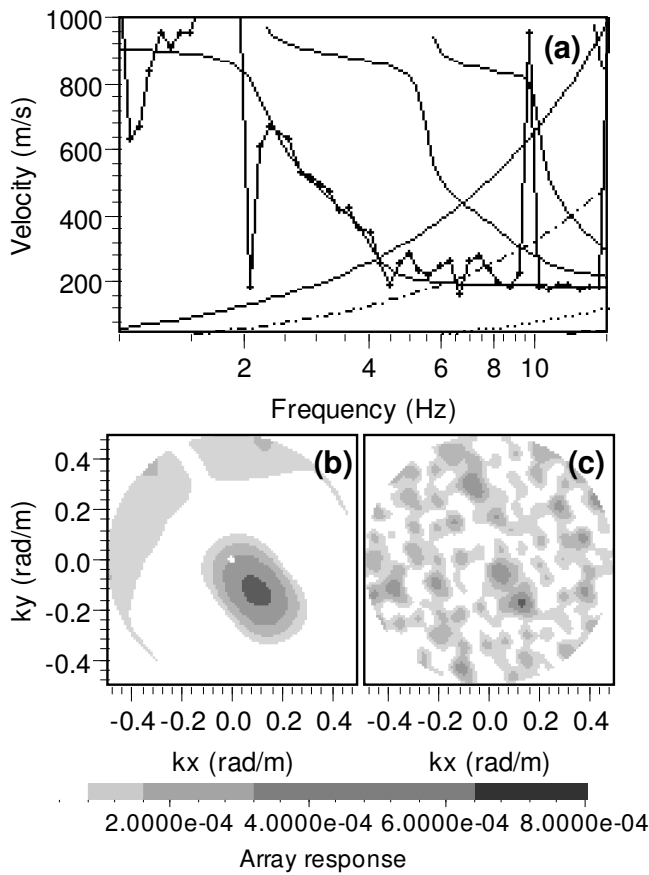 1000
800
600
400
200
Velocity (m/s)
(a)
2 4 6 8 10
Frequency (Hz)
0.4
0.2
0.0
-0.2
-0.4
ky (rad/m)
(b) (c)
-0.4 -0.2 0.0 0.2 0.4 -0.4 -0.2 0.0 0.2 0.4
kx (rad/m) kx (rad/m)
2.0000e-04 4.0000e-04 6.0000e-04 8.0000e-04
Array response